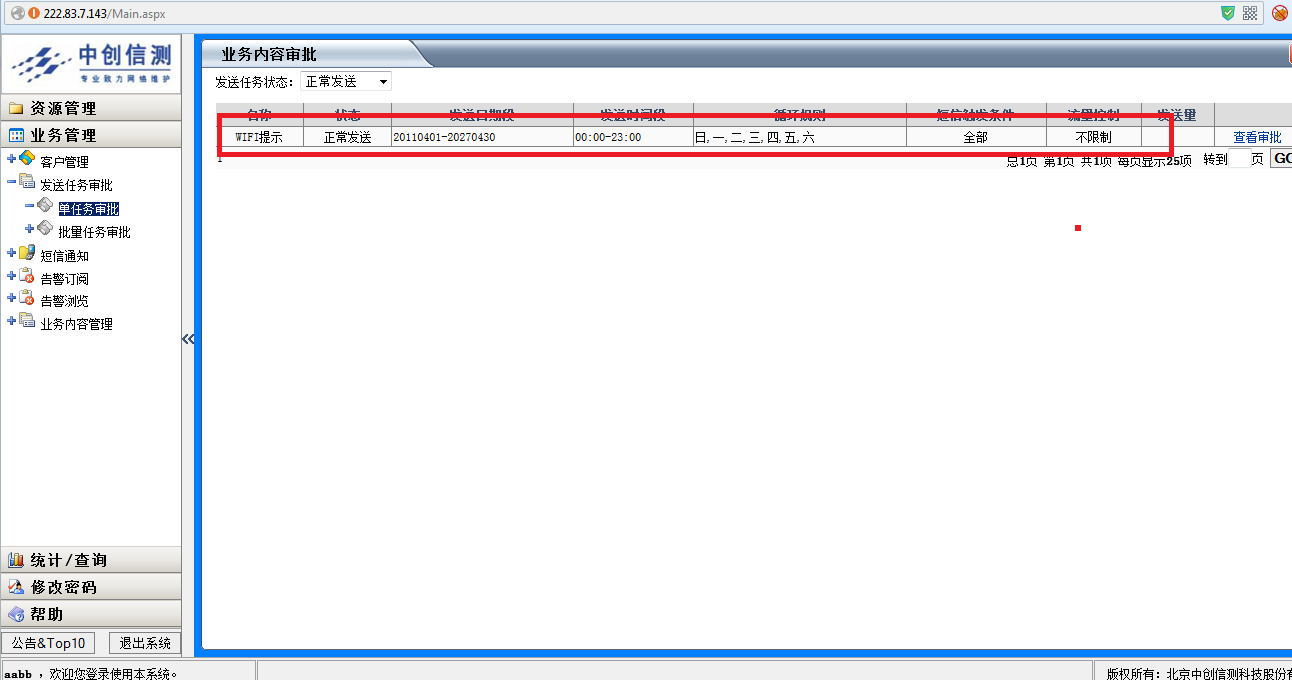 222.83.7.143/Main.aspx
中创信测
专业致力网络维护
资源管理
业务管理
客户管理
发送任务审批
单任务审批
批量任务审批
短信通知
告警订阅
告警浏览
业务内容管理
统计/查询
修改密码
帮助
公告&Top10 退出系统
业务内容审批
发送任务状态: 正常发送
名称 状态 发送日期段 发送时间段 循环规则 短信触发条件 流量控制 发送量
WIFI提示 正常发送 20110401-20270430 00:00-23:00 日,一,二,三,四,五,六 全部 不限制 查看审批
1 总1页 第1页 共1项 每页显示25项 转到 页 GO
aabb ，欢迎您登录使用本系统。
版权所有：北京中创信测科技股份有